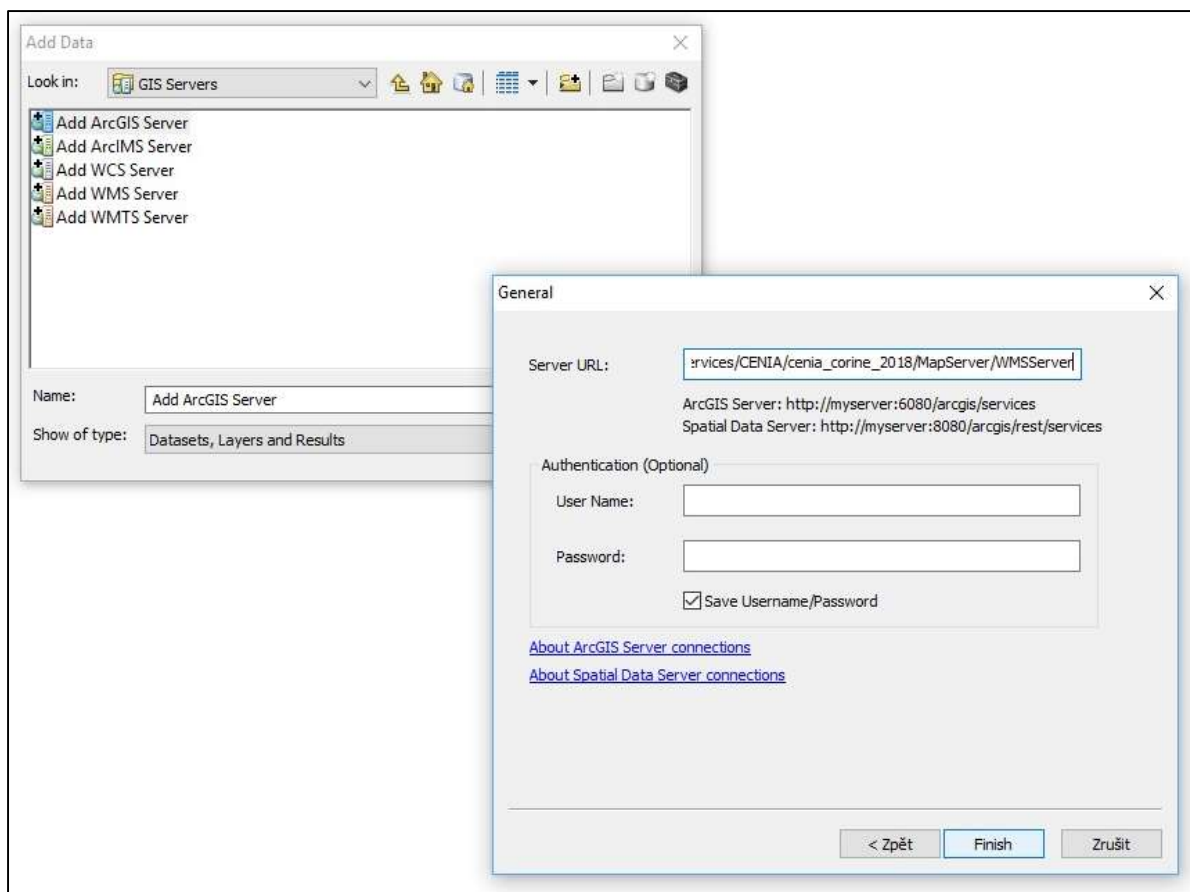 Add Data
Look in: GIS Servers
Add ArcGIS Server
Add ArcIMS Server
Add WCS Server
Add WMS Server
Add WMTS Server
Name: Add ArcGIS Server
Show of type: Datasets, Layers and Results
General
Server URL: ervices/CENIA/cenia_corine_2018/MapServer/WMSServer
ArcGIS Server: http://myserver:6080/arcgis/services
Spatial Data Server: http://myserver:8080/arcgis/rest/services
Authentication (Optional)
User Name:
Password:
Save Username/Password
About ArcGIS Server connections
About Spatial Data Server connections
< Zpět Finish Zrušit